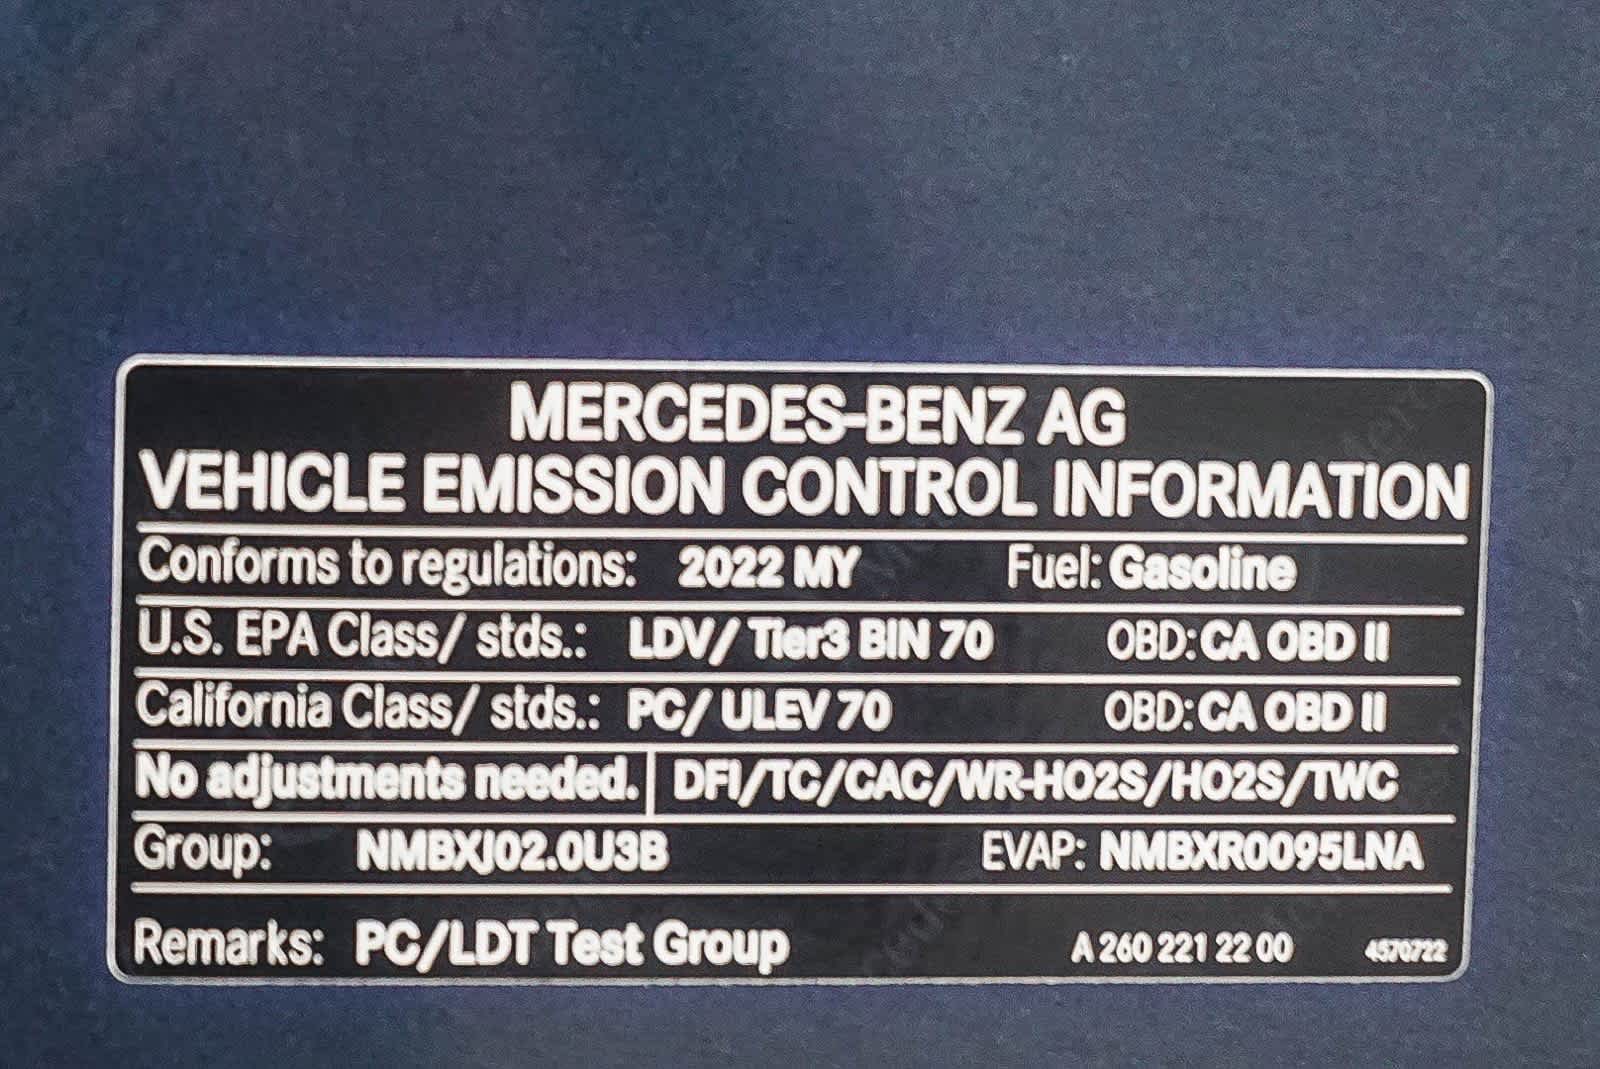 MERCEDES-BENZ AG
VEHICLE EMISSION CONTROL INFORMATION
Conforms to regulations: 2022 MY Fuel: Gasoline
U.S. EPA Class/ stds.: LDV/ Tier3 BIN 70 OBD: CA OBD II
California Class/ stds.: PC/ ULEV 70 OBD: CA OBD II
No adjustments needed. DFI/TC/CAC/WR-HO2S/HO2S/TWC
Group: NMBXJ02.0U3B EVAP: NMBXR0095LNA
Remarks: PC/LDT Test Group A 260 221 22 00 4570722